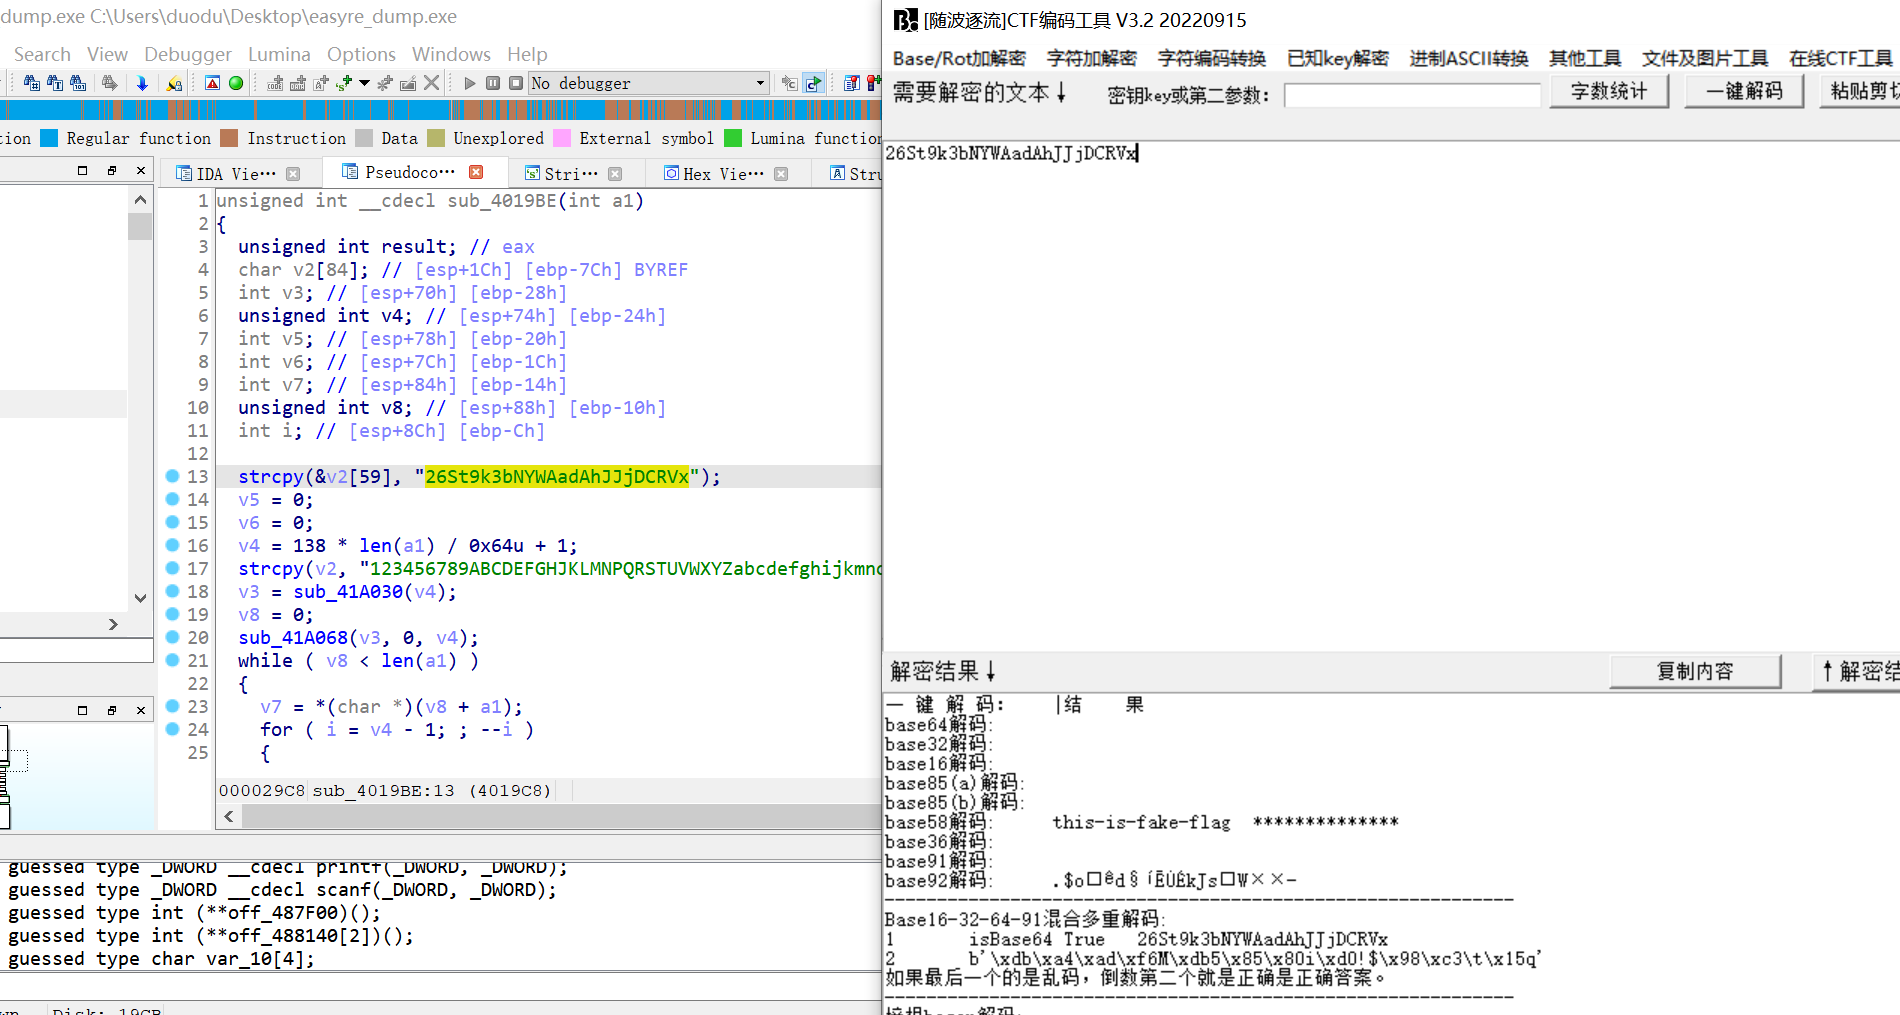 dump.exe C:\Users\duodu\Desktop\easyre_dump.exe
Search View Debugger Lumina Options Windows Help
No debugger
Regular function Instruction Data Unexplored External symbol Lumina function
IDA Vie··· Pseudoco··· Stri··· Hex Vie··· Stru
1 unsigned int __cdecl sub_4019BE(int a1)
2 {
3 unsigned int result; // eax
4 char v2[84]; // [esp+1Ch] [ebp-7Ch] BYREF
5 int v3; // [esp+70h] [ebp-28h]
6 unsigned int v4; // [esp+74h] [ebp-24h]
7 int v5; // [esp+78h] [ebp-20h]
8 int v6; // [esp+7Ch] [ebp-1Ch]
9 int v7; // [esp+84h] [ebp-14h]
10 unsigned int v8; // [esp+88h] [ebp-10h]
11 int i; // [esp+8Ch] [ebp-Ch]
12
13 strcpy(&v2[59], "26St9k3bNYWAadAhJJjDCRVx");
14 v5 = 0;
15 v6 = 0;
16 v4 = 138 * len(a1) / 0x64u + 1;
17 strcpy(v2, "123456789ABCDEFGHJKLMNPQRSTUVWXYZabcdefghijkmn
18 v3 = sub_41A030(v4);
19 v8 = 0;
20 sub_41A068(v3, 0, v4);
21 while ( v8 < len(a1) )
22 {
23 v7 = *(char *)(v8 + a1);
24 for ( i = v4 - 1; ; --i )
25 {
000029C8 sub_4019BE:13 (4019C8)
guessed type _DWORD __cdecl printf(_DWORD, _DWORD);
guessed type _DWORD __cdecl scanf(_DWORD, _DWORD);
guessed type int (**off_487F00)();
guessed type int (**off_488140[2])();
guessed type char var_10[4];
Disk: 19GB
[随波逐流]CTF编码工具 V3.2 20220915
Base/Rot加解密 字符加解密 字符编码转换 已知key解密 进制ASCII转换 其他工具 文件及图片工具 在线CTF工具
需要解密的文本↓ 密钥key或第二参数： 字数统计 一键解码 粘贴剪切
26St9k3bNYWAadAhJJjDCRVx
解密结果↓ 复制内容 ↑解密结
一 键 解 码: |结 果
base64解码:
base32解码:
base16解码:
base85(a)解码:
base85(b)解码:
base58解码: this-is-fake-flag **************
base36解码:
base91解码:
base92解码:
------------------------------------------------------------
Base16-32-64-91混合多重解码:
1 isBase64 True 26St9k3bNYWAadAhJJjDCRVx
2 b'\xdb\xa4\xad\xf6M\xdb5\x85\x80i\xd0!$\x98\xc3\t\x15q'
如果最后一个的是乱码，倒数第二个就是正确是正确答案。
------------------------------------------------------------